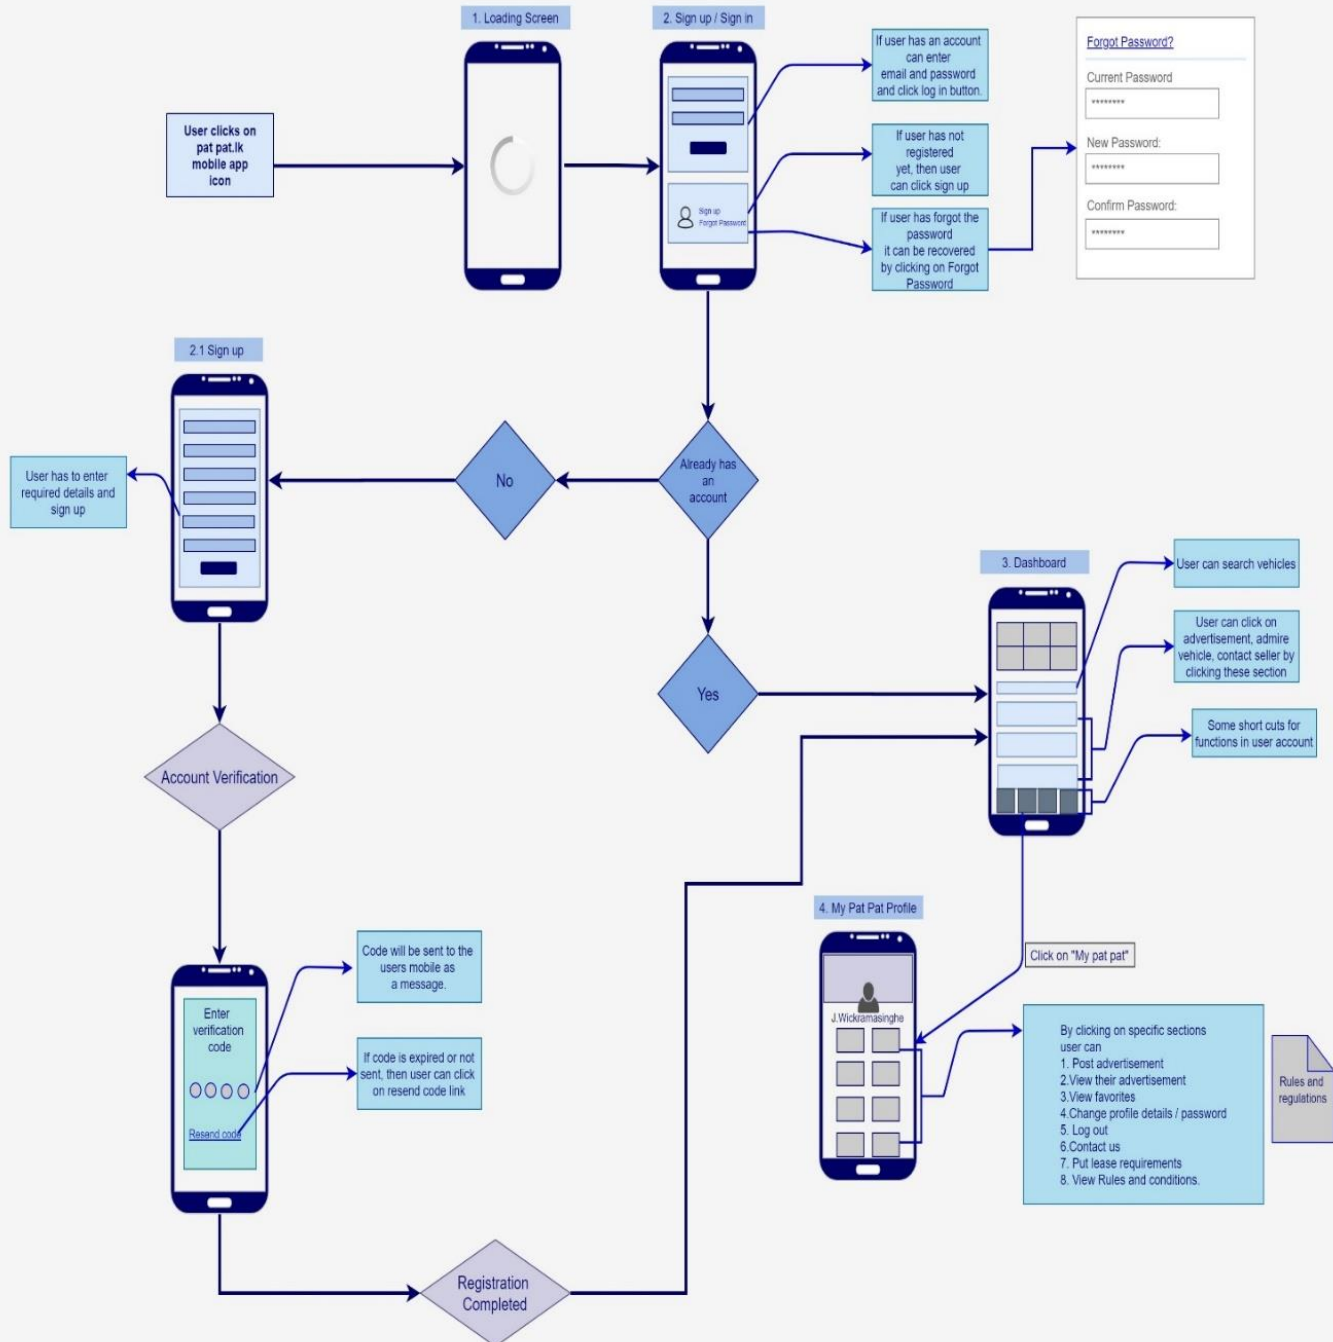 1. Loading Screen
2. Sign up / Sign in
User clicks on
pat pat.lk
mobile app
icon
Sign up
Forgot Password
If user has an account
can enter
email and password
and click log in button.
If user has not
registered
yet, then user
can click sign up
If user has forgot the
password
it can be recovered
by clicking on Forgot
Password
Forgot Password?
Current Password
********
New Password:
********
Confirm Password:
********
2.1 Sign up
User has to enter
required details and
sign up
No
Already has
an
account
Yes
3. Dashboard
User can search vehicles
User can click on
advertisement, admire
vehicle, contact seller by
clicking these section
Some short cuts for
functions in user account
Account Verification
Enter
verification
code
Resend code
Code will be sent to the
users mobile as
a message.
If code is expired or not
sent, then user can click
on resend code link
Registration
Completed
4. My Pat Pat Profile
J.Wickramasinghe
Click on "My pat pat"
By clicking on specific sections
user can
1. Post advertisement
2.View their advertisement
3.View favorites
4.Change profile details / password
5. Log out
6.Contact us
7. Put lease requirements
8. View Rules and conditions.
Rules and
regulations